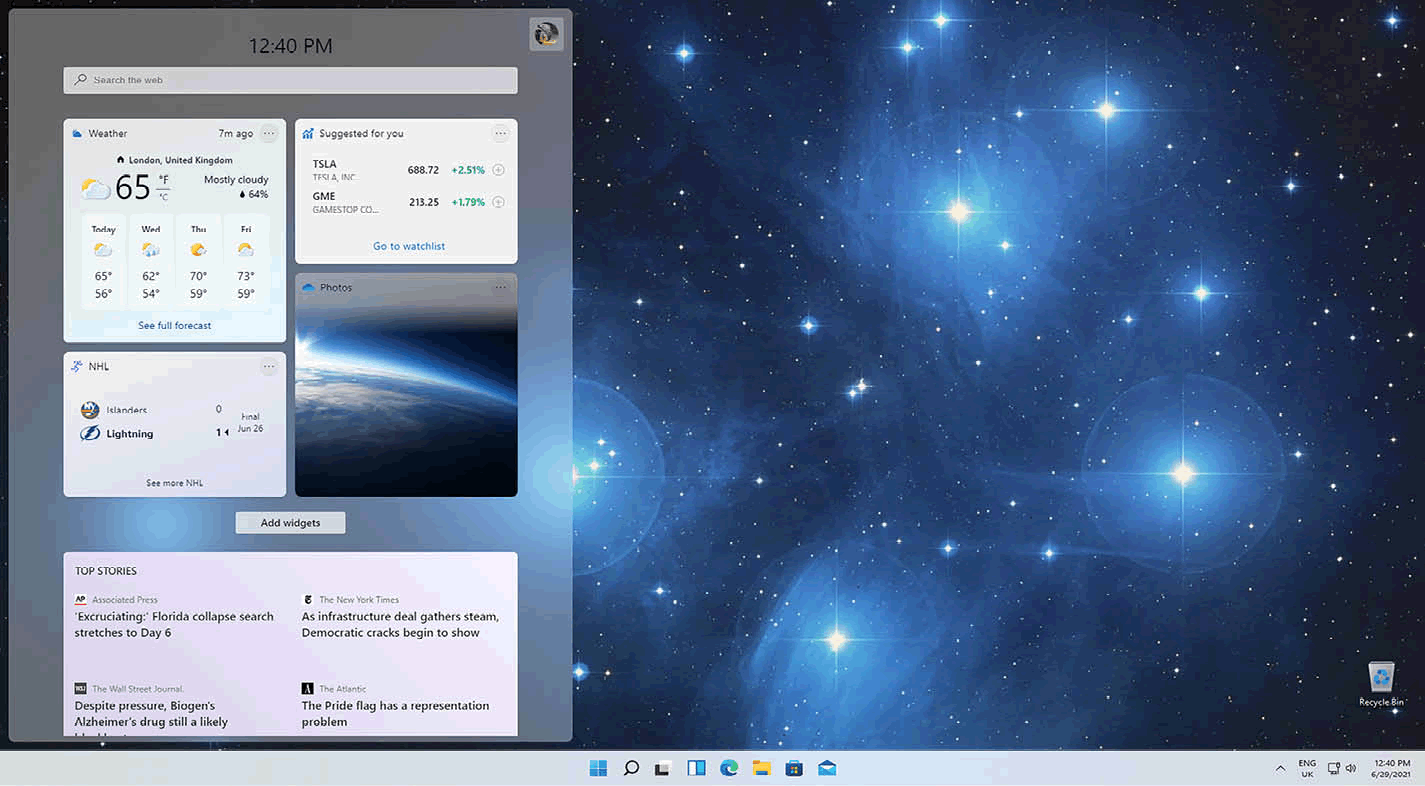 12:40 PM
Search the web
Weather
7m ago
London, United Kingdom
65
°F
°C
Mostly cloudy
64%
Today Wed Thu Fri
65° 62° 70° 73°
56° 54° 59° 59°
See full forecast
Suggested for you
TSLA
TESLA, INC.
688.72 +2.51%
GME
GAMESTOP CO...
213.25 +1.79%
Go to watchlist
Photos
NHL
Islanders 0
Lightning 1
Final
Jun 26
See more NHL
Add widgets
TOP STORIES
AP Associated Press
'Excruciating:' Florida collapse search
stretches to Day 6
The New York Times
As infrastructure deal gathers steam,
Democratic cracks begin to show
WSJ The Wall Street Journal.
Despite pressure, Biogen's
Alzheimer's drug still a likely
A The Atlantic
The Pride flag has a representation
problem
Recycle Bin
ENG
UK
12:40 PM
6/29/2021